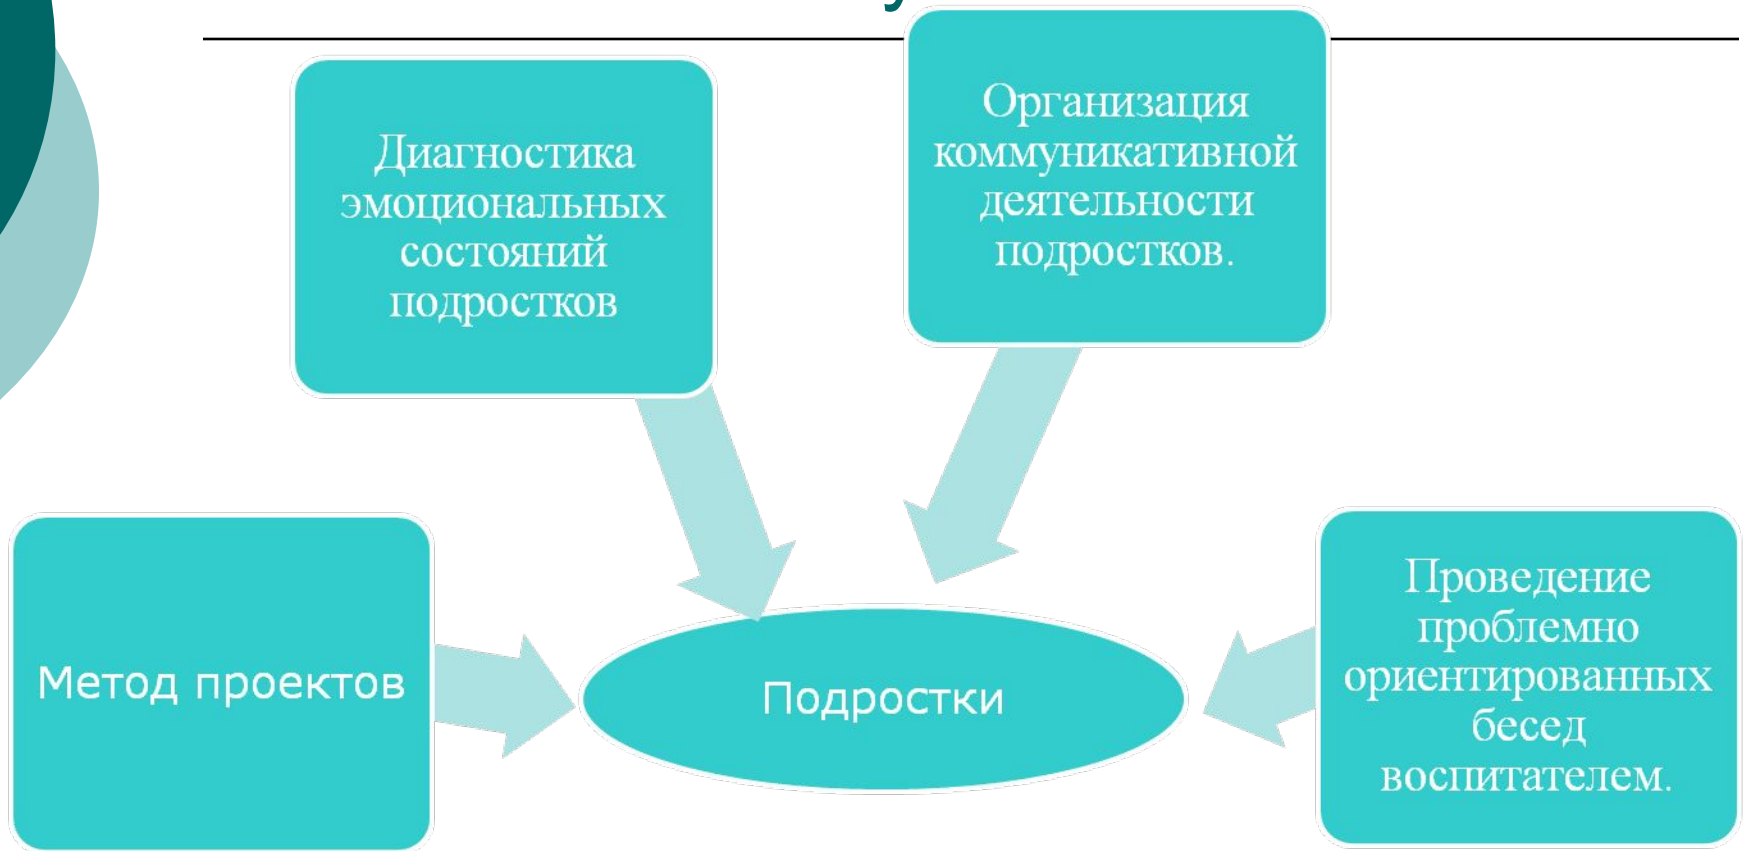 Диагностика
эмоциональных
состояний
подростков
Организация
коммуникативной
деятельности
подростков.
Метод проектов
Подростки
Проведение
проблемно
ориентированных
бесед
воспитателем.